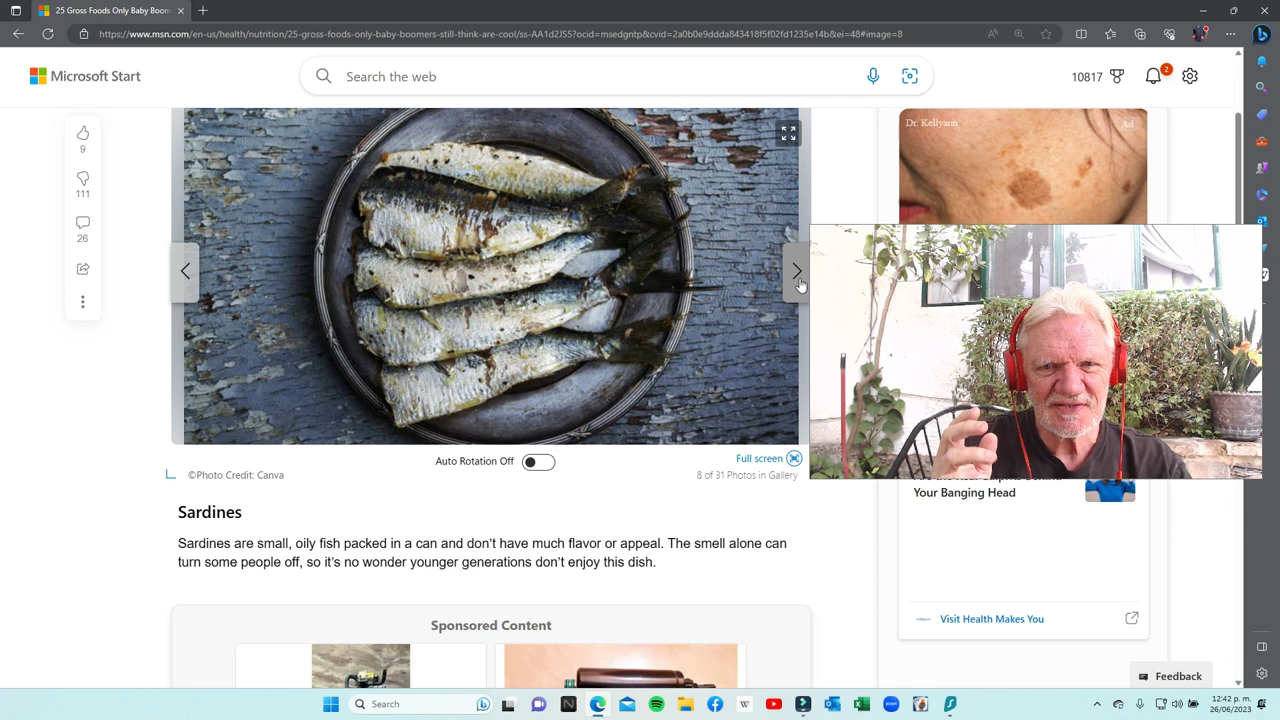 25 Gross Foods Only Baby Boom
https://www.msn.com/en-us/health/nutrition/25-gross-foods-only-baby-boomers-still-think-are-cool/ss-AA1d2JS5?ocid=msedgntp&cvid=2a0b0e9ddda843418f5f02fd1235e14b&ei=48#image=8
Microsoft Start
Search the web
10817
2
9
111
26
Dr. Kellyann
Ad
Auto Rotation Off
Full screen
©Photo Credit: Canva
8 of 31 Photos in Gallery
Your Banging Head
Sardines
Sardines are small, oily fish packed in a can and don't have much flavor or appeal. The smell alone can
turn some people off, so it's no wonder younger generations don't enjoy this dish.
Visit Health Makes You
Sponsored Content
Feedback
Search
zoom
12:42 p. m.
26/06/2023